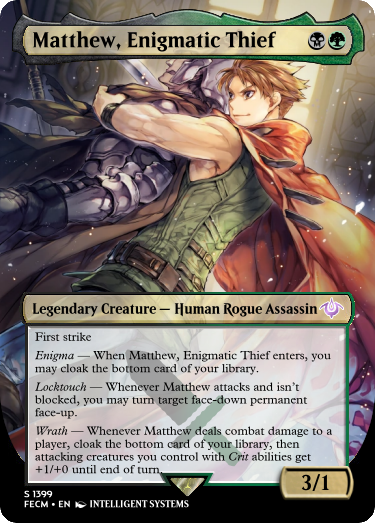 Matthew, Enigmatic Thief
Legendary Creature — Human Rogue Assassin
First strike
Enigma — When Matthew, Enigmatic Thief enters, you
may cloak the bottom card of your library.
Locktouch — Whenever Matthew attacks and isn't
blocked, you may turn target face-down permanent
face-up.
Wrath — Whenever Matthew deals combat damage to a
player, cloak the bottom card of your library, then
attacking creatures you control with Crit abilities get
+1/+0 until end of turn.
3/1
S 1399
FECM • EN INTELLIGENT SYSTEMS